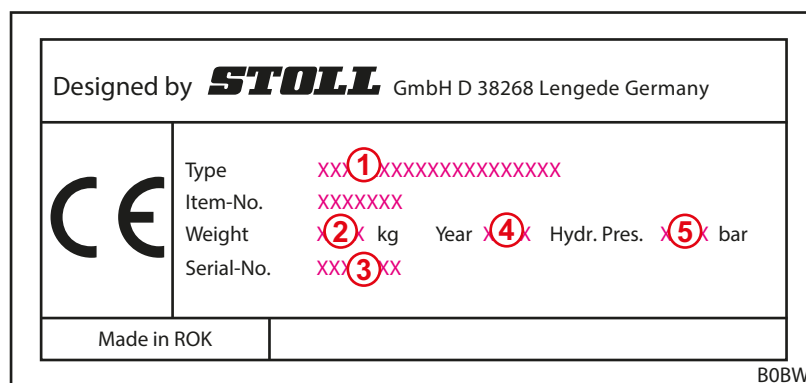 Designed by STOLL GmbH D 38268 Lengede Germany
CE
Type XXX1XXXXXXXXXXXXXXXX
Item-No. XXXXXXX
Weight X2X kg Year X4X Hydr. Pres. X5X bar
Serial-No. XXX3XX
Made in ROK
B0BW